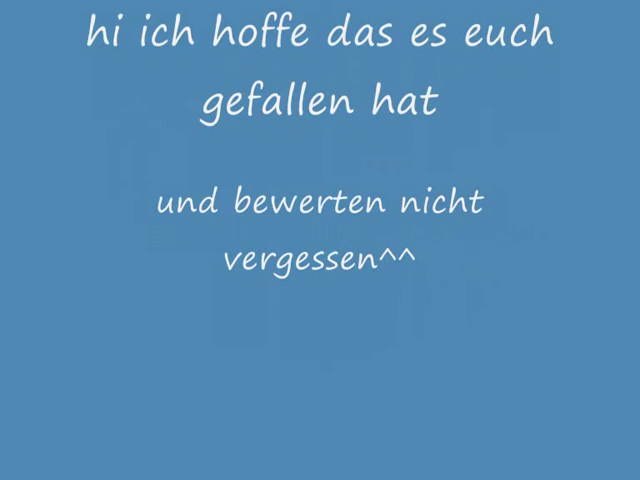 hi ich hoffe das es euch
gefallen hat
und bewerten nicht
vergessen^^